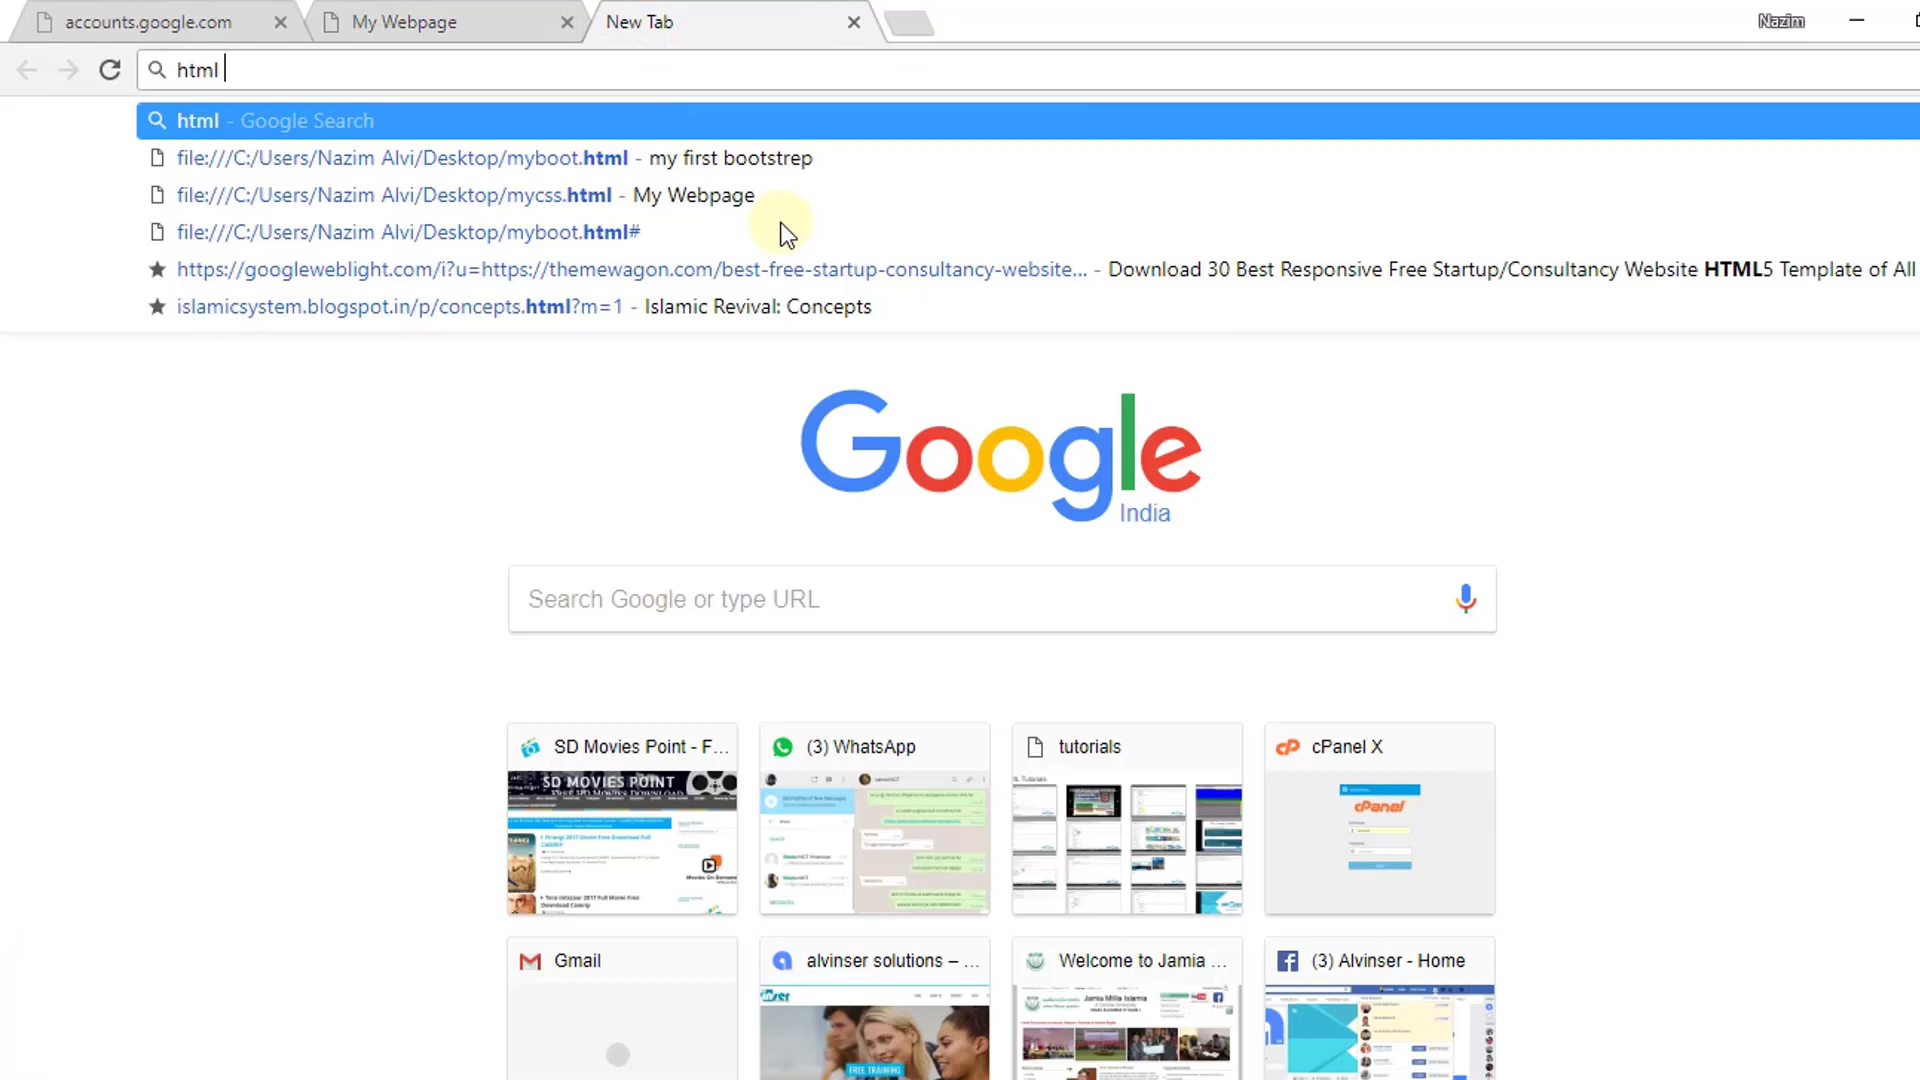 accounts.google.com
My Webpage
New Tab
Nazim
html
html - Google Search
file:///C:/Users/Nazim Alvi/Desktop/myboot.html - my first bootstrep
file:///C:/Users/Nazim Alvi/Desktop/mycss.html - My Webpage
file:///C:/Users/Nazim Alvi/Desktop/myboot.html#
https://googleweblight.com/i?u=https://themewagon.com/best-free-startup-consultancy-website... - Download 30 Best Responsive Free Startup/Consultancy Website HTML5 Template of All
islamicsystem.blogspot.in/p/concepts.html?m=1 - Islamic Revival: Concepts
Google
India
Search Google or type URL
SD Movies Point - F...
(3) WhatsApp
tutorials
cPanel X
SD MOVIES POINT
cPanel
Gmail
alvinser solutions – ...
Welcome to Jamia ...
(3) Alvinser - Home
Jamia Millia Islamia
FREE TRAINING